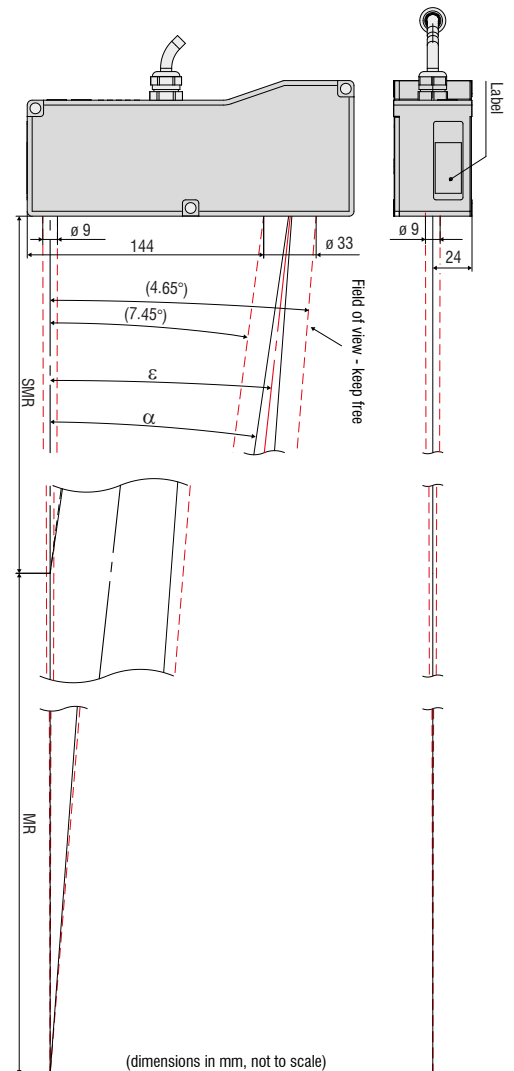 Label
ø 9
144
ø 33
ø 9
24
(4.65°)
(7.45°)
Field of view - keep free
ε
α
SMR
MR
(dimensions in mm, not to scale)